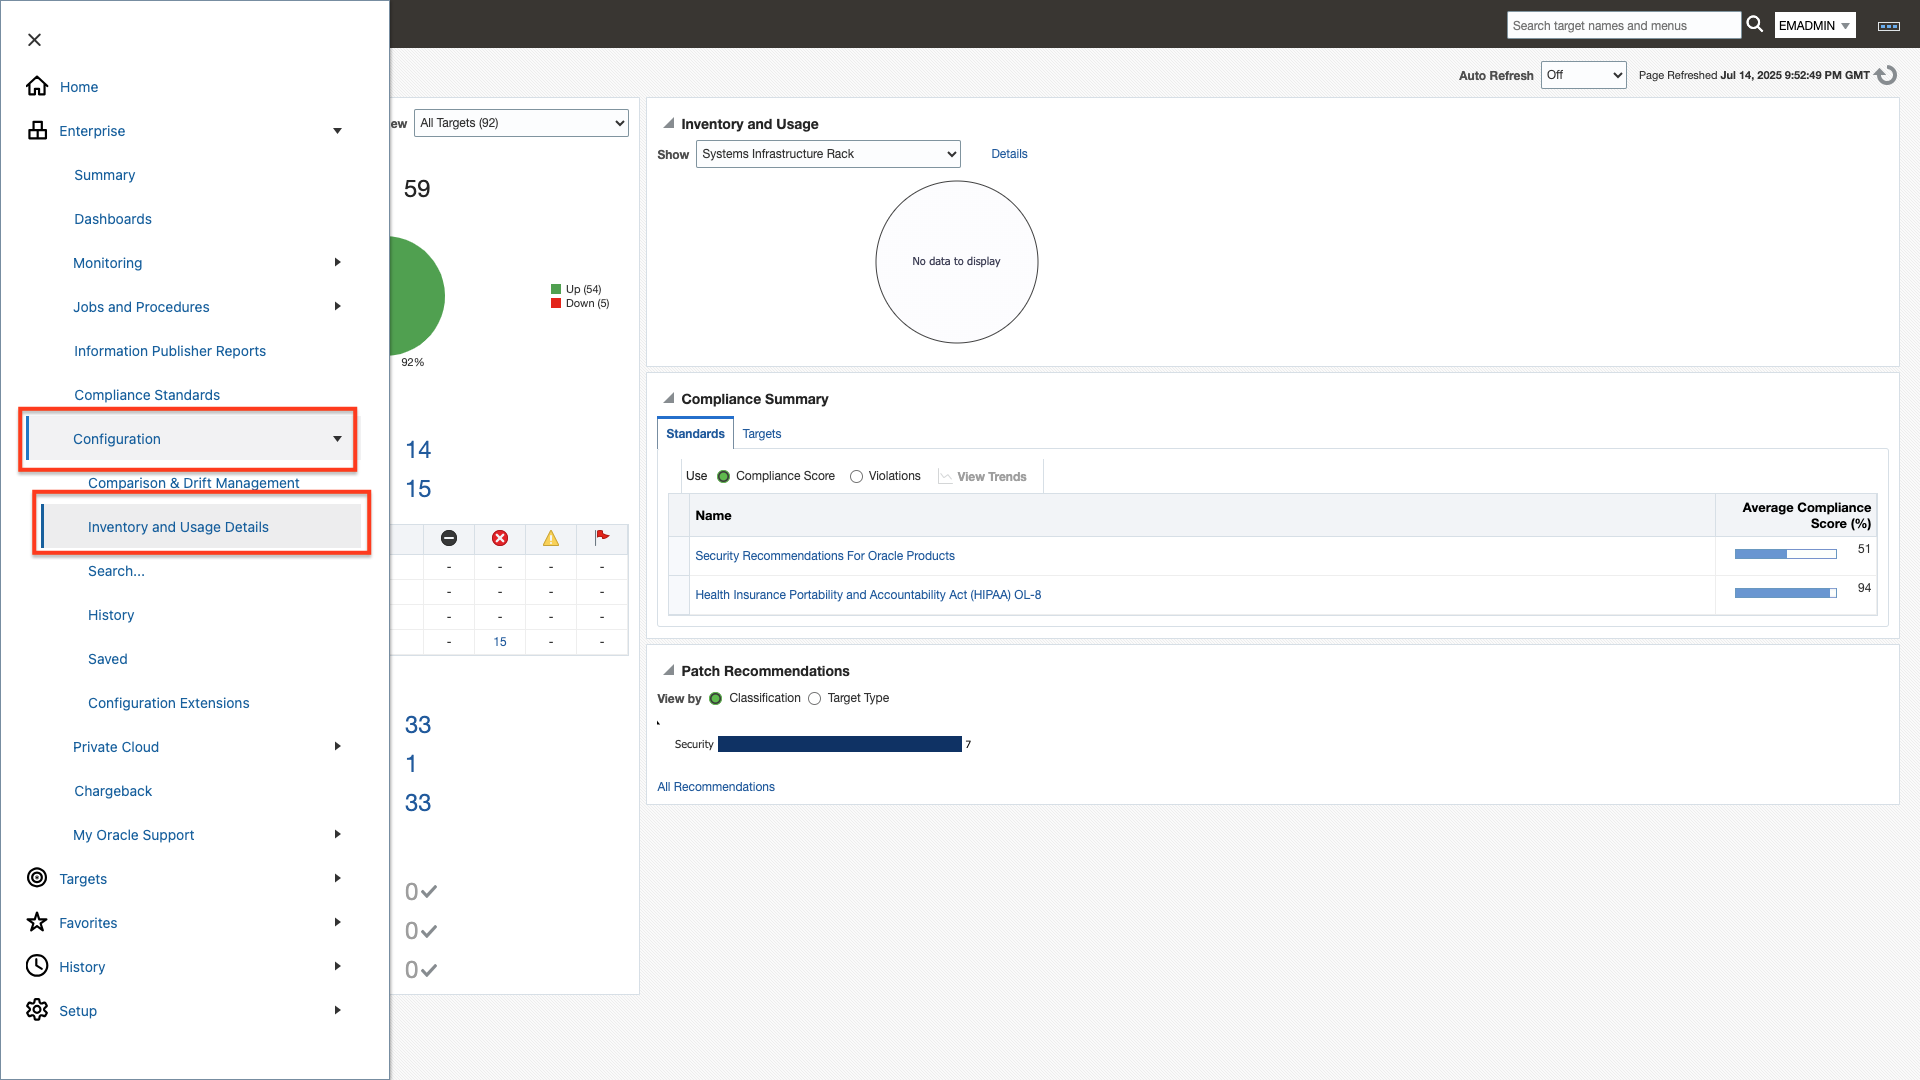 Search target names and menus
EMADMIN
Auto Refresh
Off
Page Refreshed Jul 14, 2025 9:52:49 PM GMT
Home
Enterprise
Summary
Dashboards
Monitoring
Jobs and Procedures
Information Publisher Reports
Compliance Standards
Configuration
Comparison & Drift Management
Inventory and Usage Details
Search...
History
Saved
Configuration Extensions
Private Cloud
Chargeback
My Oracle Support
Targets
Favorites
History
Setup
ew
All Targets (92)
59
Up (54)
Down (5)
92%
14
15
- - - -
- - - -
- - - -
- 15 - -
33
1
33
0
0
0
Inventory and Usage
Show
Systems Infrastructure Rack
Details
No data to display
Compliance Summary
Standards
Targets
Use
Compliance Score
Violations
View Trends
Name
Average Compliance
Score (%)
Security Recommendations For Oracle Products
51
Health Insurance Portability and Accountability Act (HIPAA) OL-8
94
Patch Recommendations
View by
Classification
Target Type
Security
7
All Recommendations